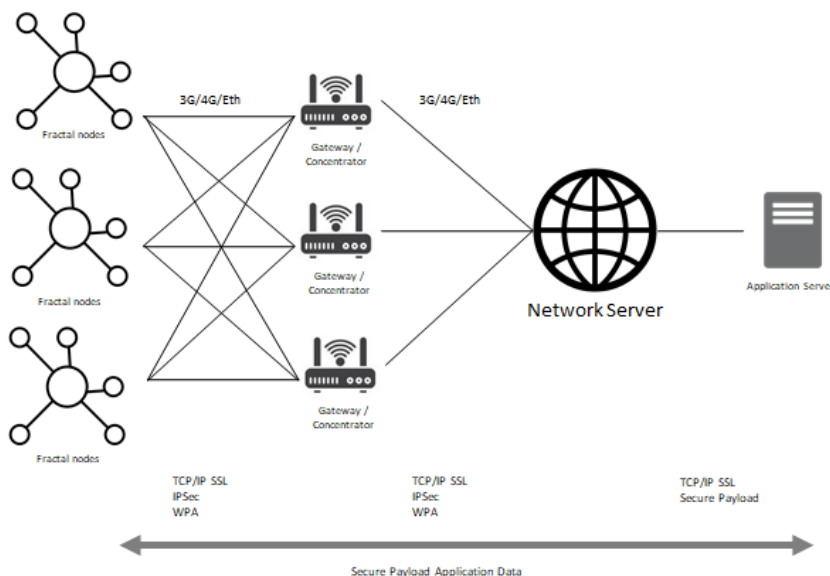 3G/4G/Eth
3G/4G/Eth
Fractal nodes
Gateway /
Concentrator
Fractal nodes
Gateway /
Concentrator
Network Server
Application Serve
Fractal nodes
Gateway /
Concentrator
TCP/IP SSL
IPSec
WPA
TCP/IP SSL
IPSec
WPA
TCP/IP SSL
Secure Payload
Secure Payload Application Data